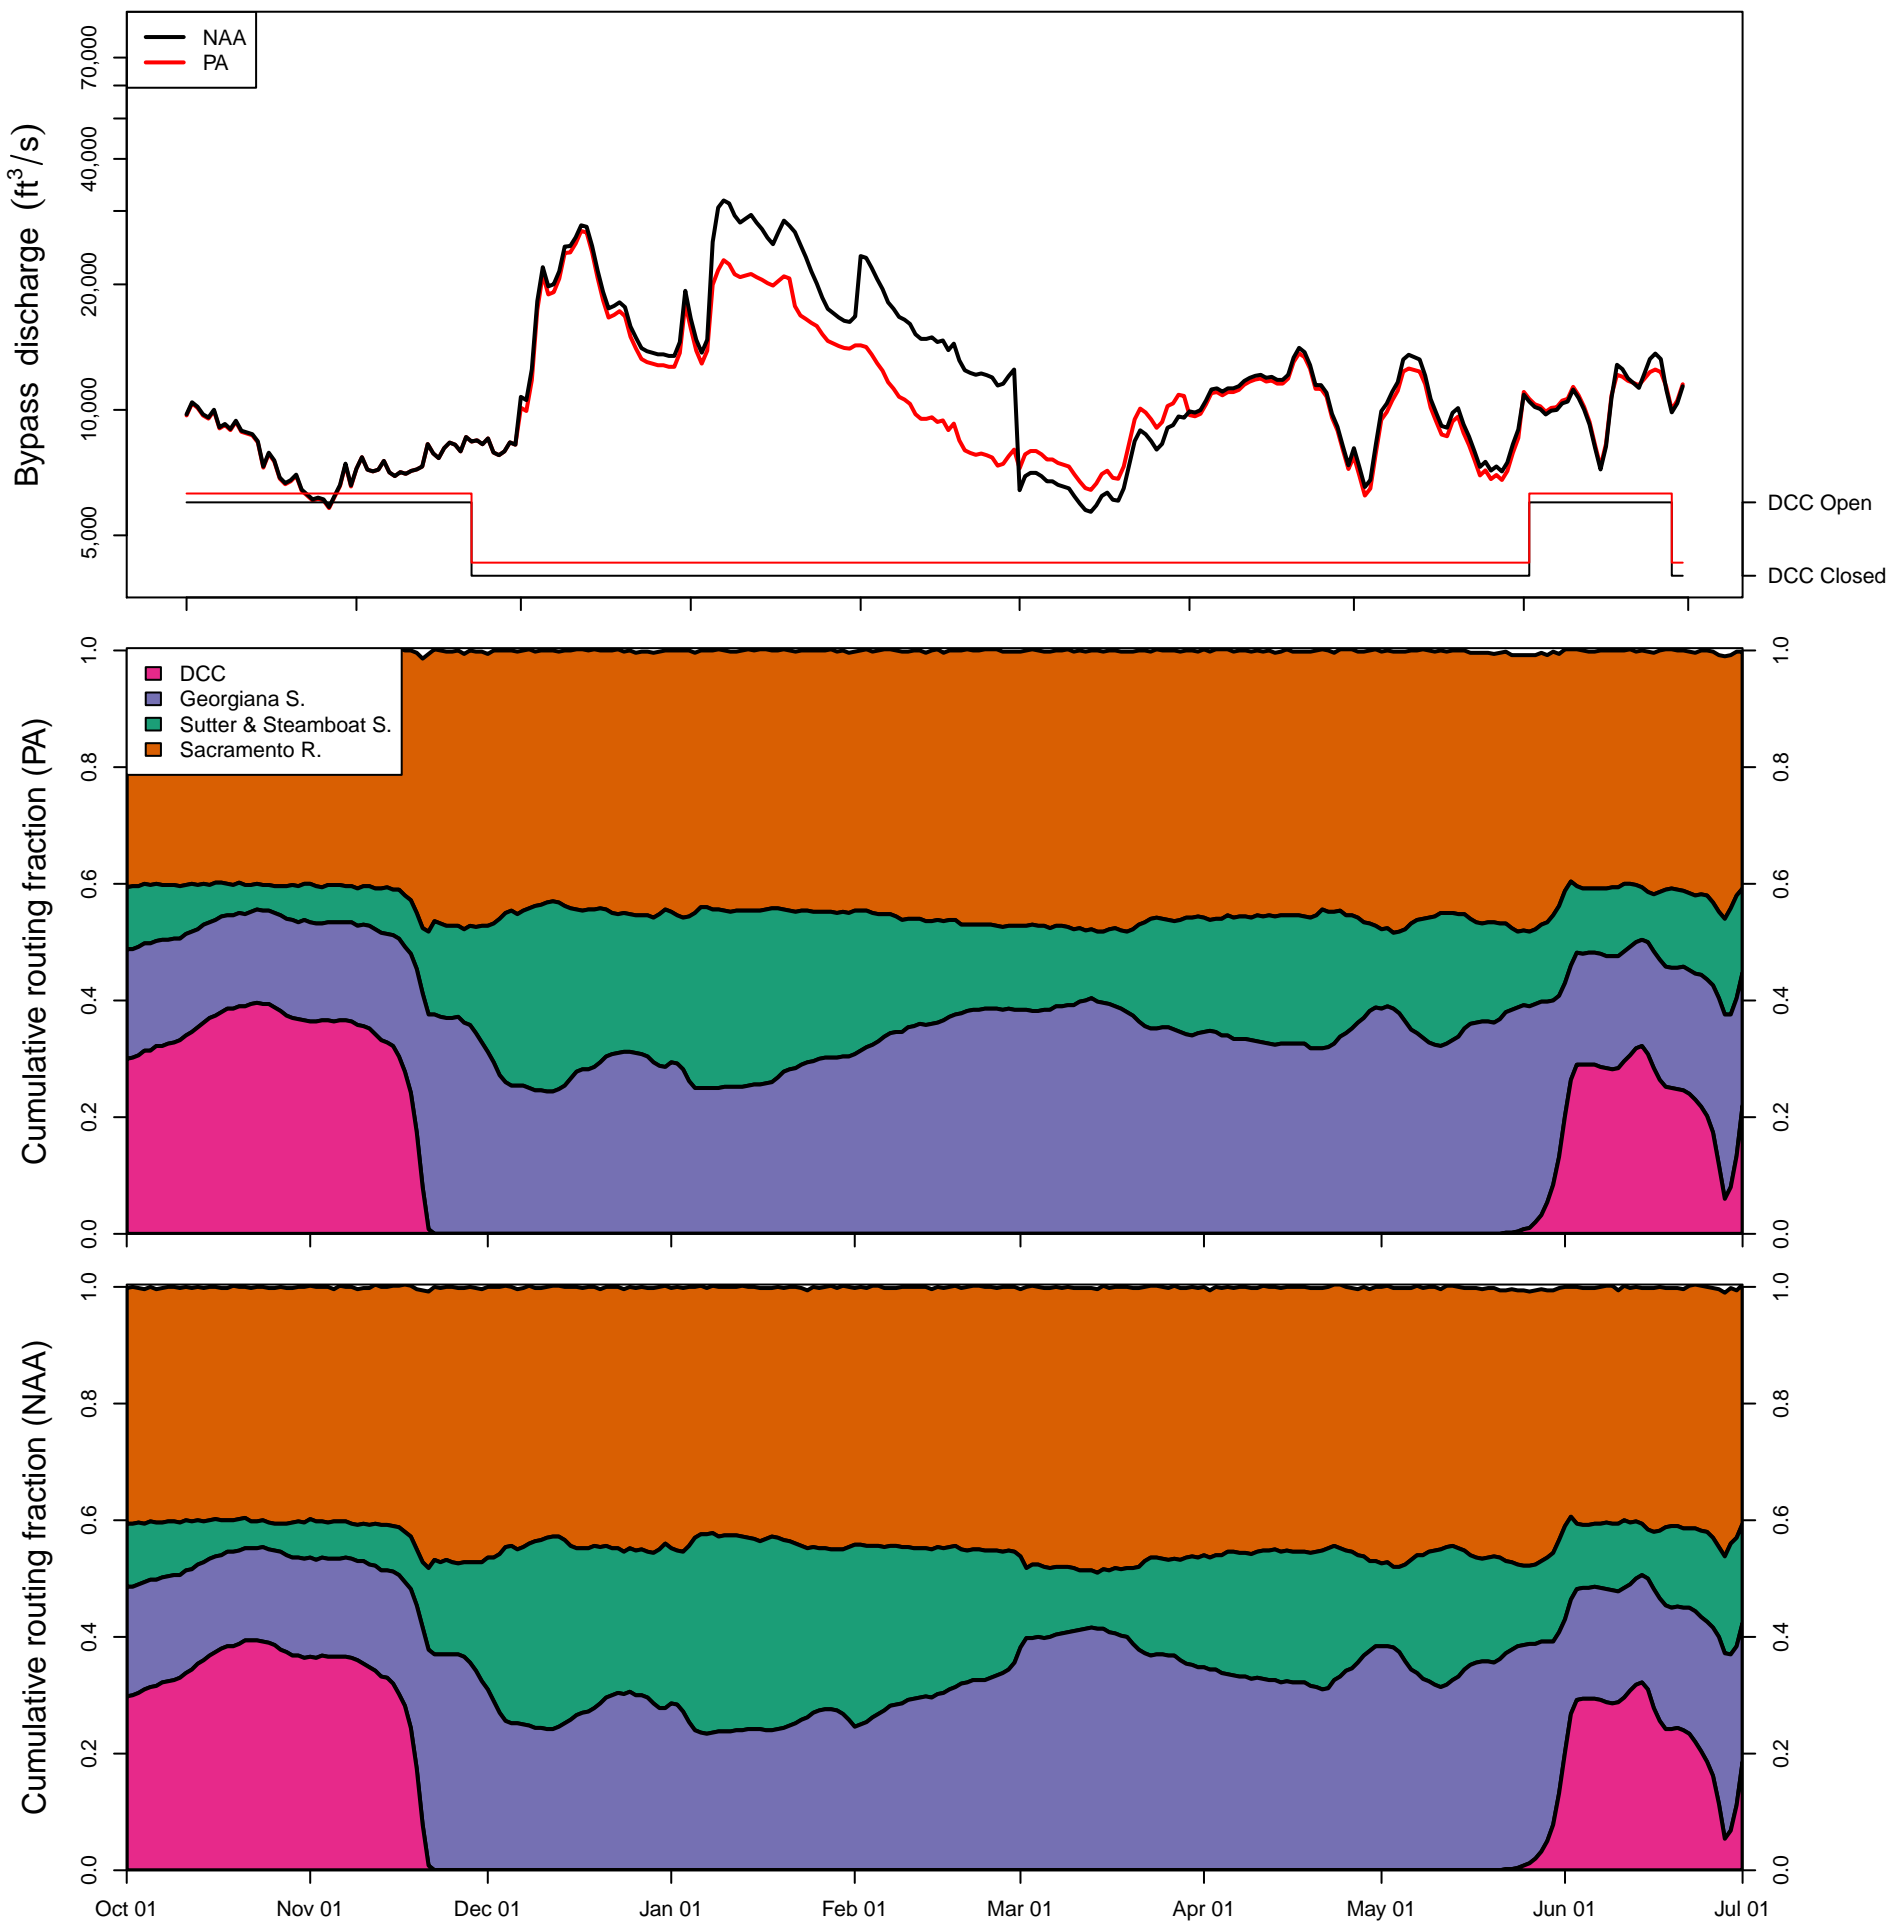 NAA
PA
Bypass discharge (ft³/s)
70,000
40,000
20,000
10,000
5,000
DCC Open
DCC Closed
DCC
Georgiana S.
Sutter & Steamboat S.
Sacramento R.
Cumulative routing fraction (PA)
1.0
0.8
0.6
0.4
0.2
0.0
1.0
0.8
0.6
0.4
0.2
0.0
Cumulative routing fraction (NAA)
1.0
0.8
0.6
0.4
0.2
0.0
1.0
0.8
0.6
0.4
0.2
0.0
Oct 01 Nov 01 Dec 01 Jan 01 Feb 01 Mar 01 Apr 01 May 01 Jun 01 Jul 01